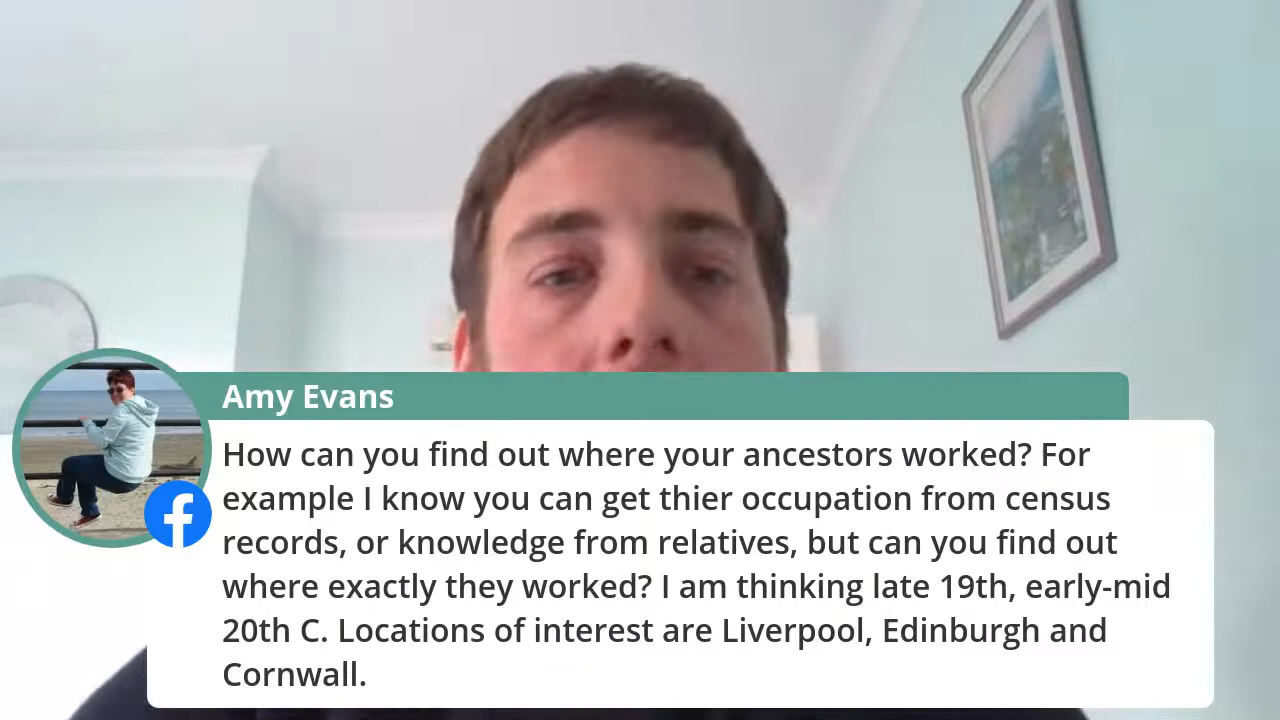 Amy Evans
How can you find out where your ancestors worked? For
example I know you can get thier occupation from census
records, or knowledge from relatives, but can you find out
where exactly they worked? I am thinking late 19th, early-mid
20th C. Locations of interest are Liverpool, Edinburgh and
Cornwall.